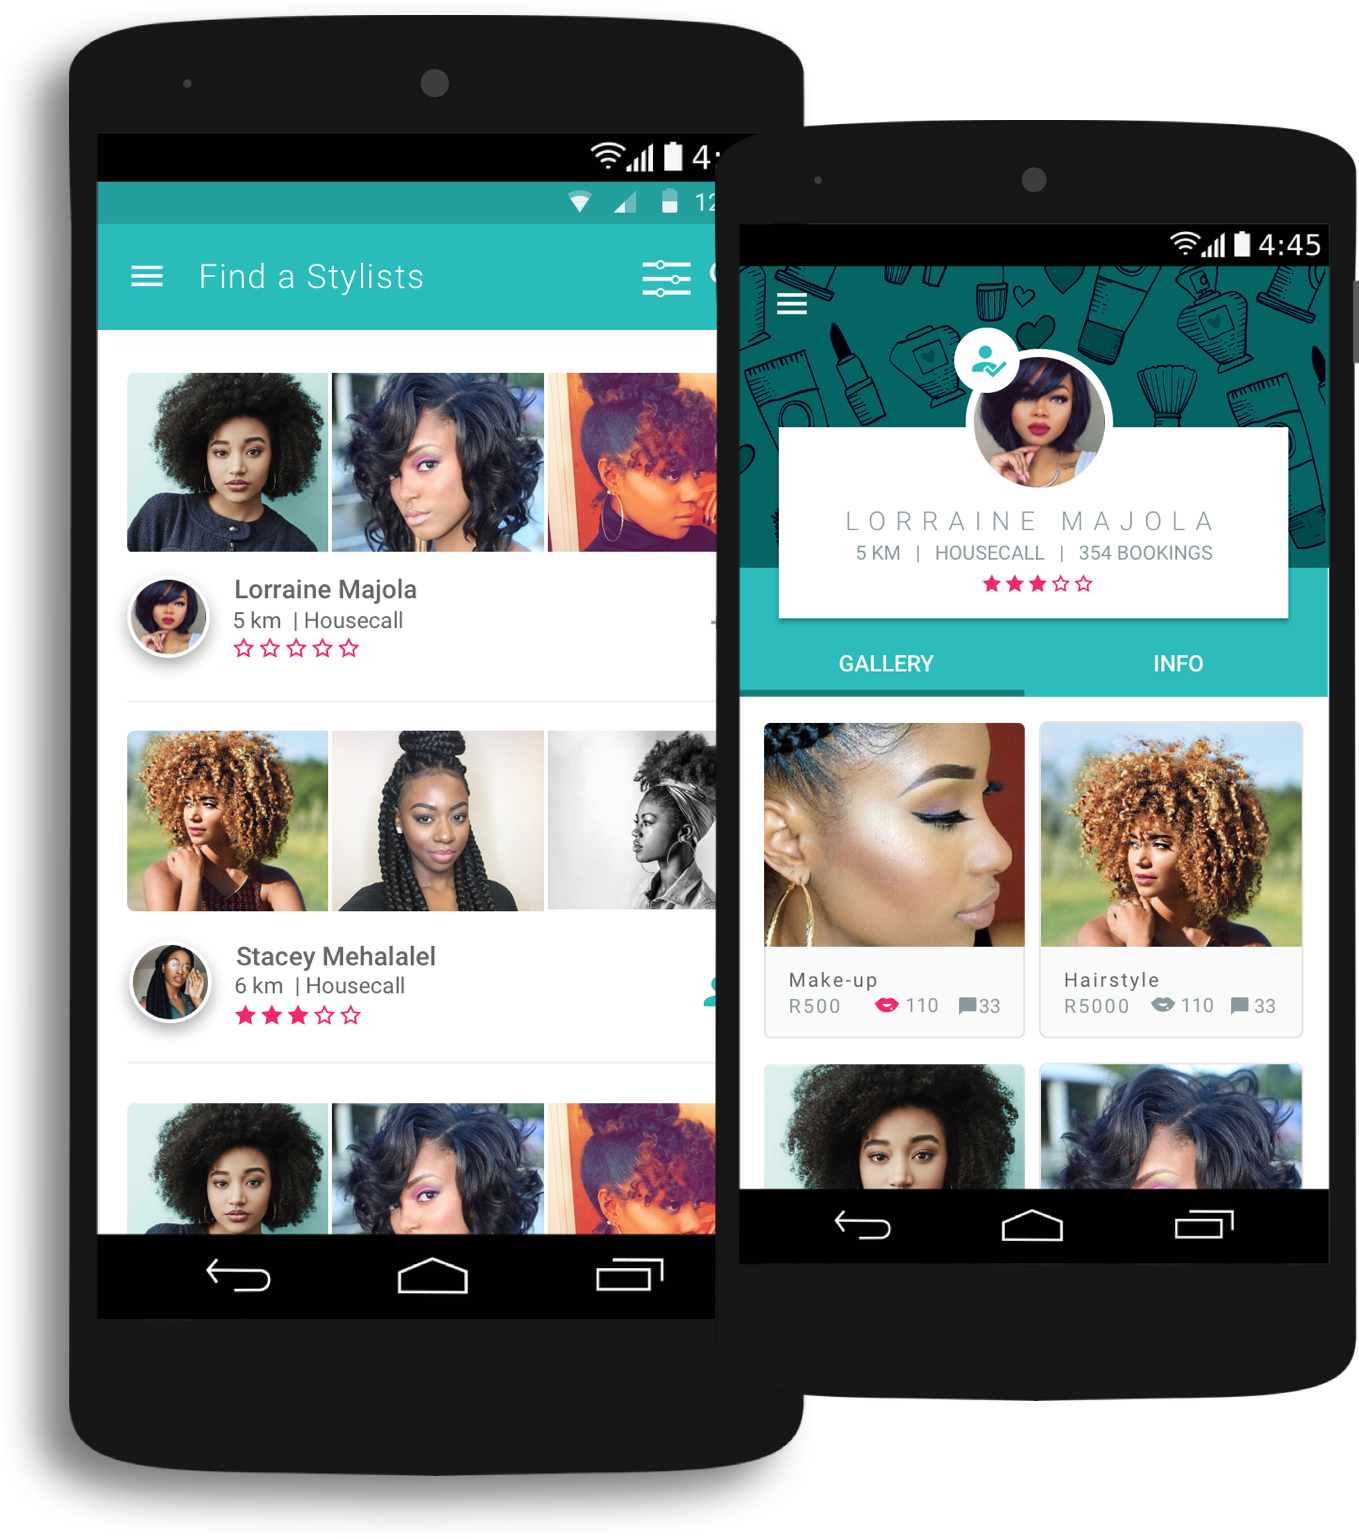 4:
12
Find a Stylists
Lorraine Majola
5 km | Housecall
Stacey Mehalalel
6 km | Housecall
4:45
LORRAINE MAJOLA
5 KM | HOUSECALL | 354 BOOKINGS
GALLERY INFO
Make-up
R500 110 33
Hairstyle
R5000 110 33